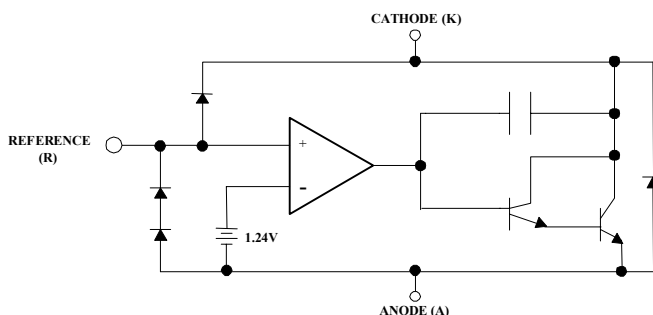 CATHODE (K)
REFERENCE
(R)
+
-
1.24V
ANODE (A)